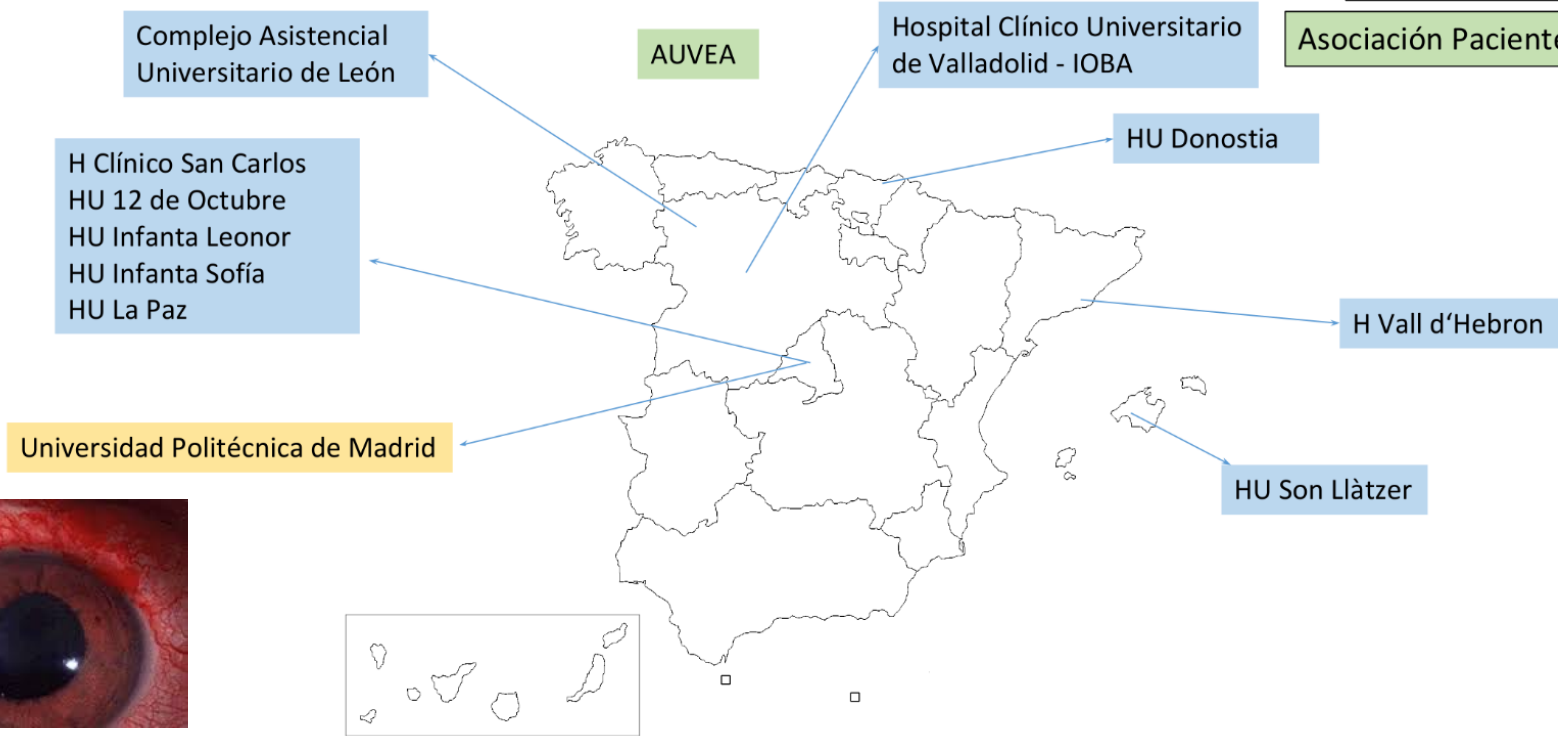 Complejo Asistencial
Universitario de León
AUVEA
Hospital Clínico Universitario
de Valladolid - IOBA
Asociación Paciente
HU Donostia
H Clínico San Carlos
HU 12 de Octubre
HU Infanta Leonor
HU Infanta Sofía
HU La Paz
H Vall d‘Hebron
Universidad Politécnica de Madrid
HU Son Llàtzer